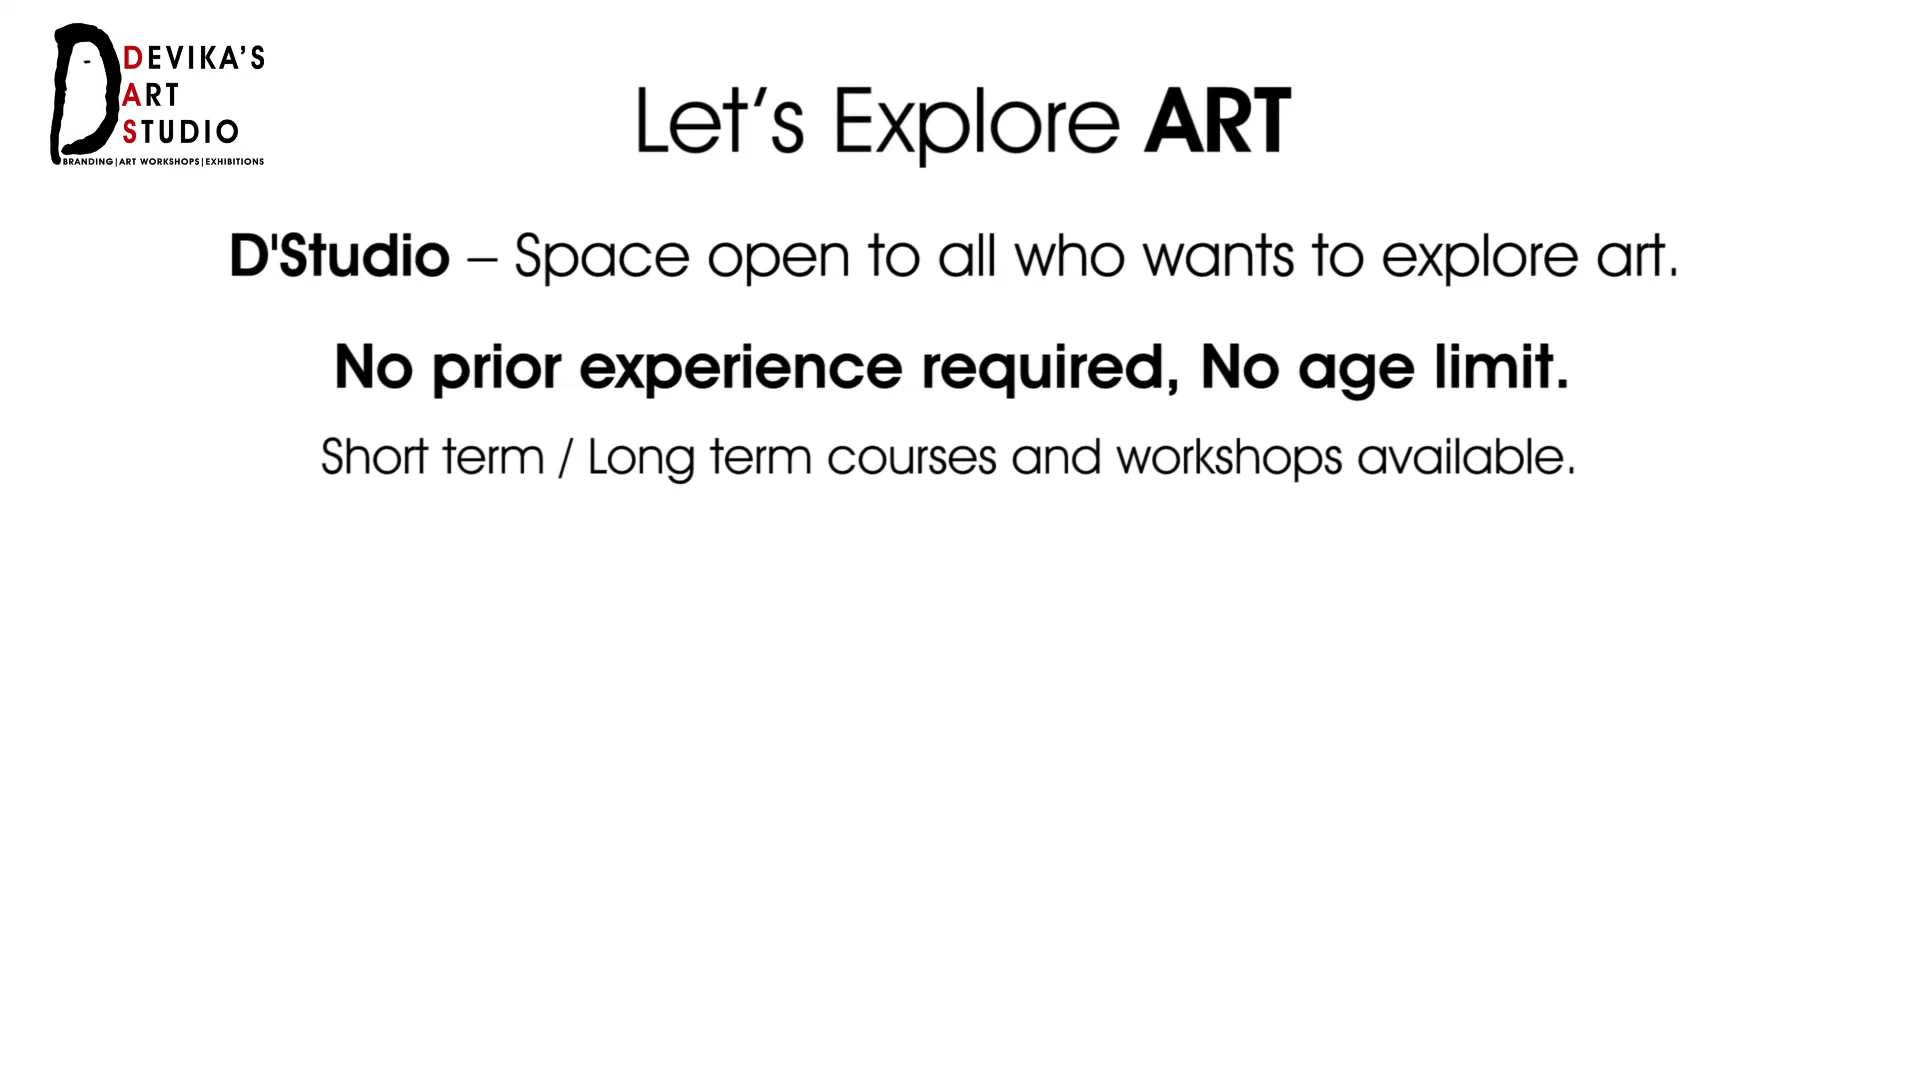 DEVIKA'S
ART
STUDIO
BRANDING|ART WORKSHOPS|EXHIBITIONS
Let's Explore ART
D'Studio – Space open to all who wants to explore art.
No prior experience required, No age limit.
Short term / Long term courses and workshops available.